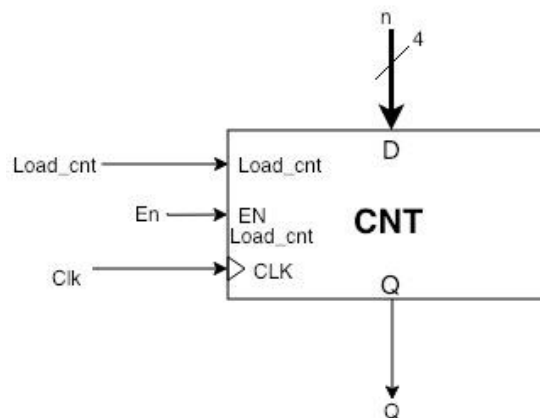 n
4
D
Load_cnt
Load_cnt
En
EN
CNT
Load_cnt
Clk
CLK
Q
Q